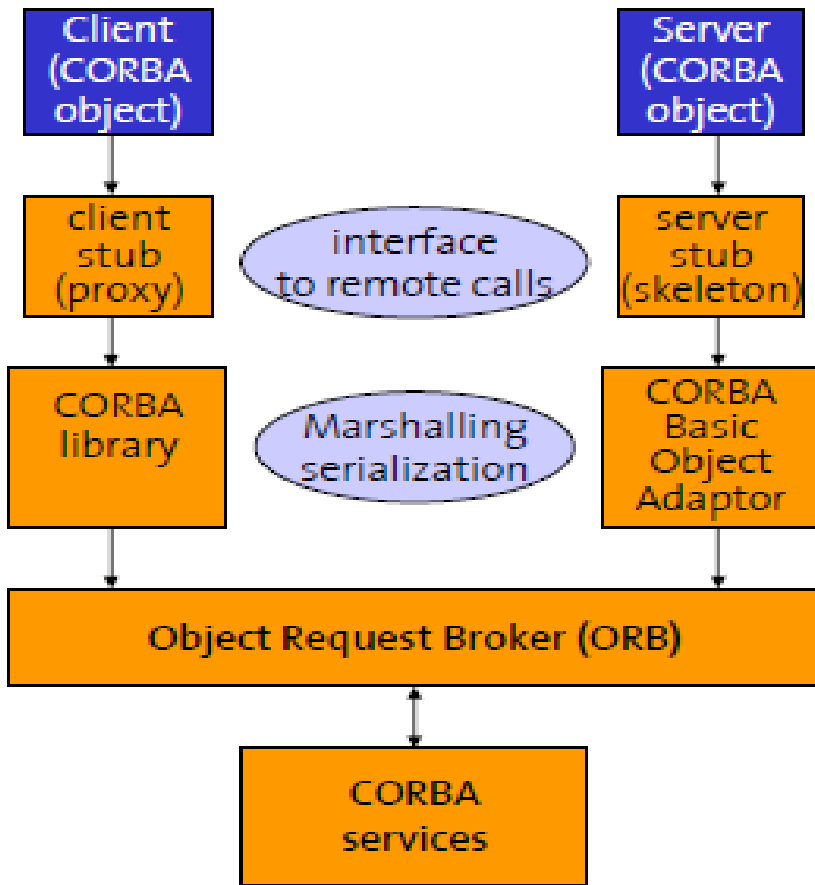 Client
(CORBA
object)
Server
(CORBA
object)
client
stub
(proxy)
interface
to remote calls
server
stub
(skeleton)
CORBA
library
Marshalling
serialization
CORBA
Basic
Object
Adaptor
Object Request Broker (ORB)
CORBA
services